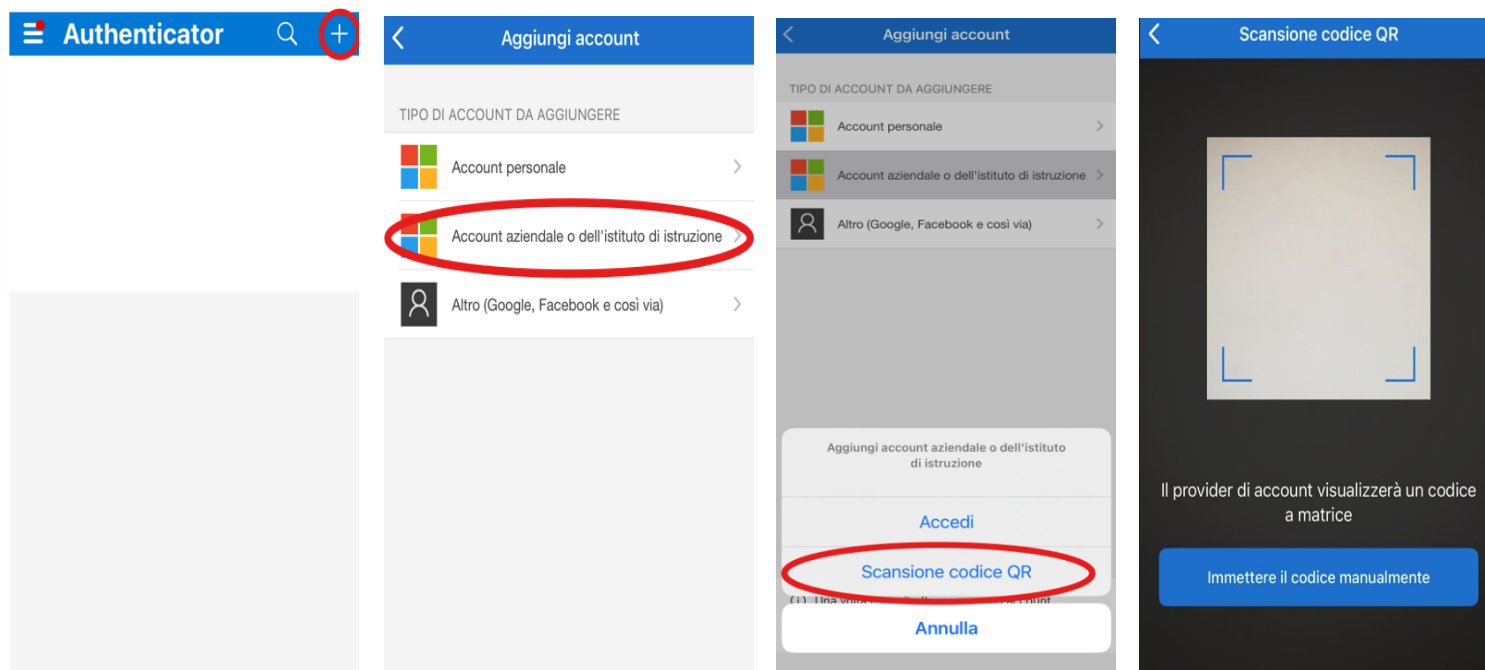 Authenticator
Aggiungi account
TIPO DI ACCOUNT DA AGGIUNGERE
Account personale
Account aziendale o dell'istituto di istruzione
Altro (Google, Facebook e così via)
Aggiungi account
TIPO DI ACCOUNT DA AGGIUNGERE
Account personale
Account aziendale o dell'istituto di istruzione
Altro (Google, Facebook e così via)
Aggiungi account aziendale o dell'istituto
di istruzione
Accedi
Scansione codice QR
Una
Annulla
Scansione codice QR
Il provider di account visualizzerà un codice
a matrice
Immettere il codice manualmente